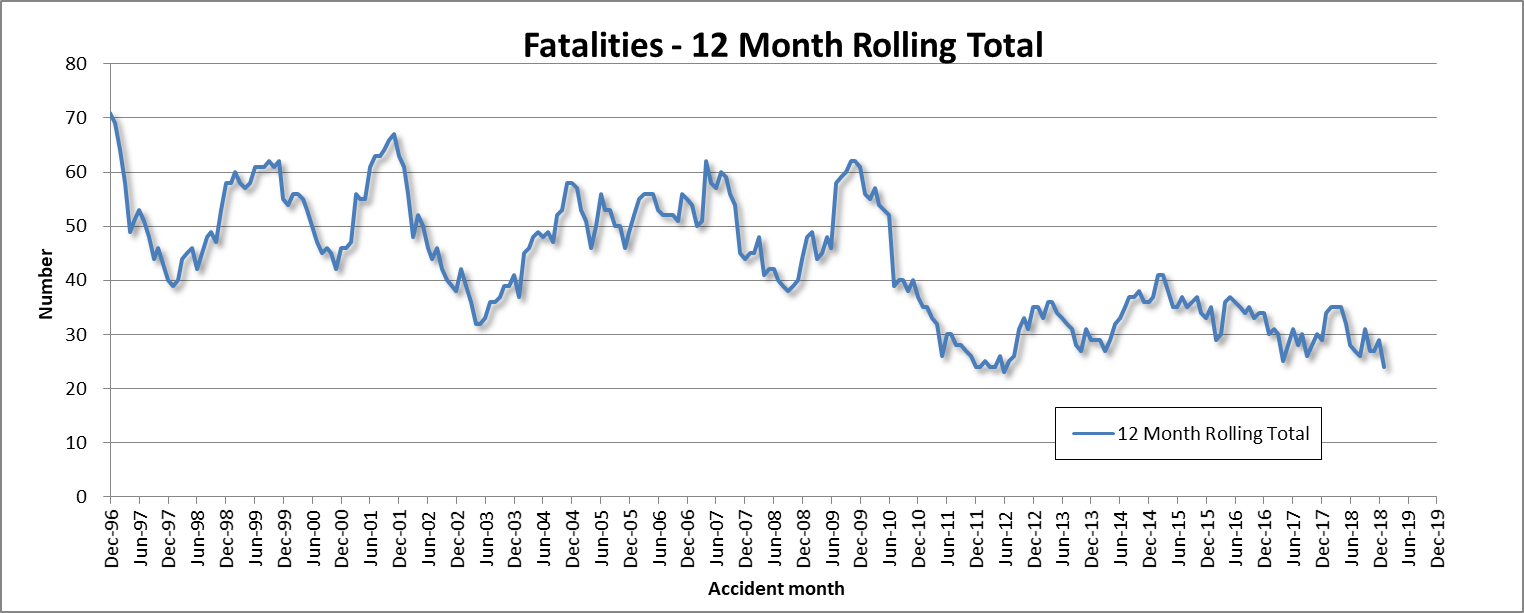 Fatalities - 12 Month Rolling Total
80
70
60
50
40
30
20
10
0
Number
12 Month Rolling Total
Dec-96
Jun-97
Dec-97
Jun-98
Dec-98
Jun-99
Dec-99
Jun-00
Dec-00
Jun-01
Dec-01
Jun-02
Dec-02
Jun-03
Dec-03
Jun-04
Dec-04
Jun-05
Dec-05
Jun-06
Dec-06
Jun-07
Dec-07
Jun-08
Dec-08
Jun-09
Dec-09
Jun-10
Dec-10
Jun-11
Dec-11
Jun-12
Dec-12
Jun-13
Dec-13
Jun-14
Dec-14
Jun-15
Dec-15
Jun-16
Dec-16
Jun-17
Dec-17
Jun-18
Dec-18
Jun-19
Dec-19
Accident month